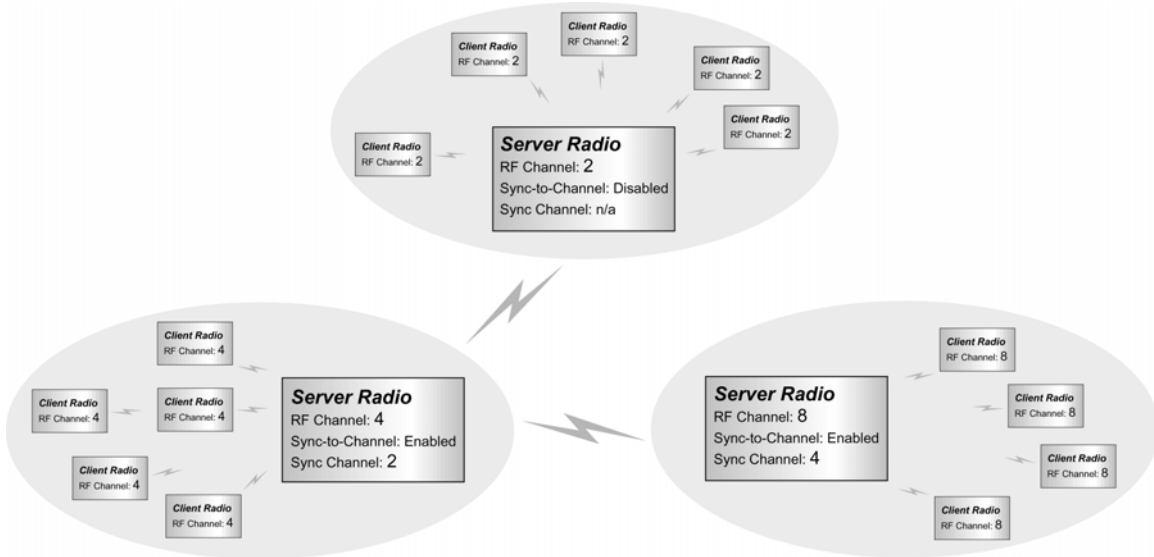 Client Radio
RF Channel: 2
Client Radio
RF Channel: 2
Client Radio
RF Channel: 2
Client Radio
RF Channel: 2
Client Radio
RF Channel: 2
Server Radio
RF Channel: 2
Sync-to-Channel: Disabled
Sync Channel: n/a
Client Radio
RF Channel: 4
Client Radio
RF Channel: 4
Client Radio
RF Channel: 4
Client Radio
RF Channel: 4
Client Radio
RF Channel: 4
Server Radio
RF Channel: 4
Sync-to-Channel: Enabled
Sync Channel: 2
Server Radio
RF Channel: 8
Sync-to-Channel: Enabled
Sync Channel: 4
Client Radio
RF Channel: 8
Client Radio
RF Channel: 8
Client Radio
RF Channel: 8
Client Radio
RF Channel: 8